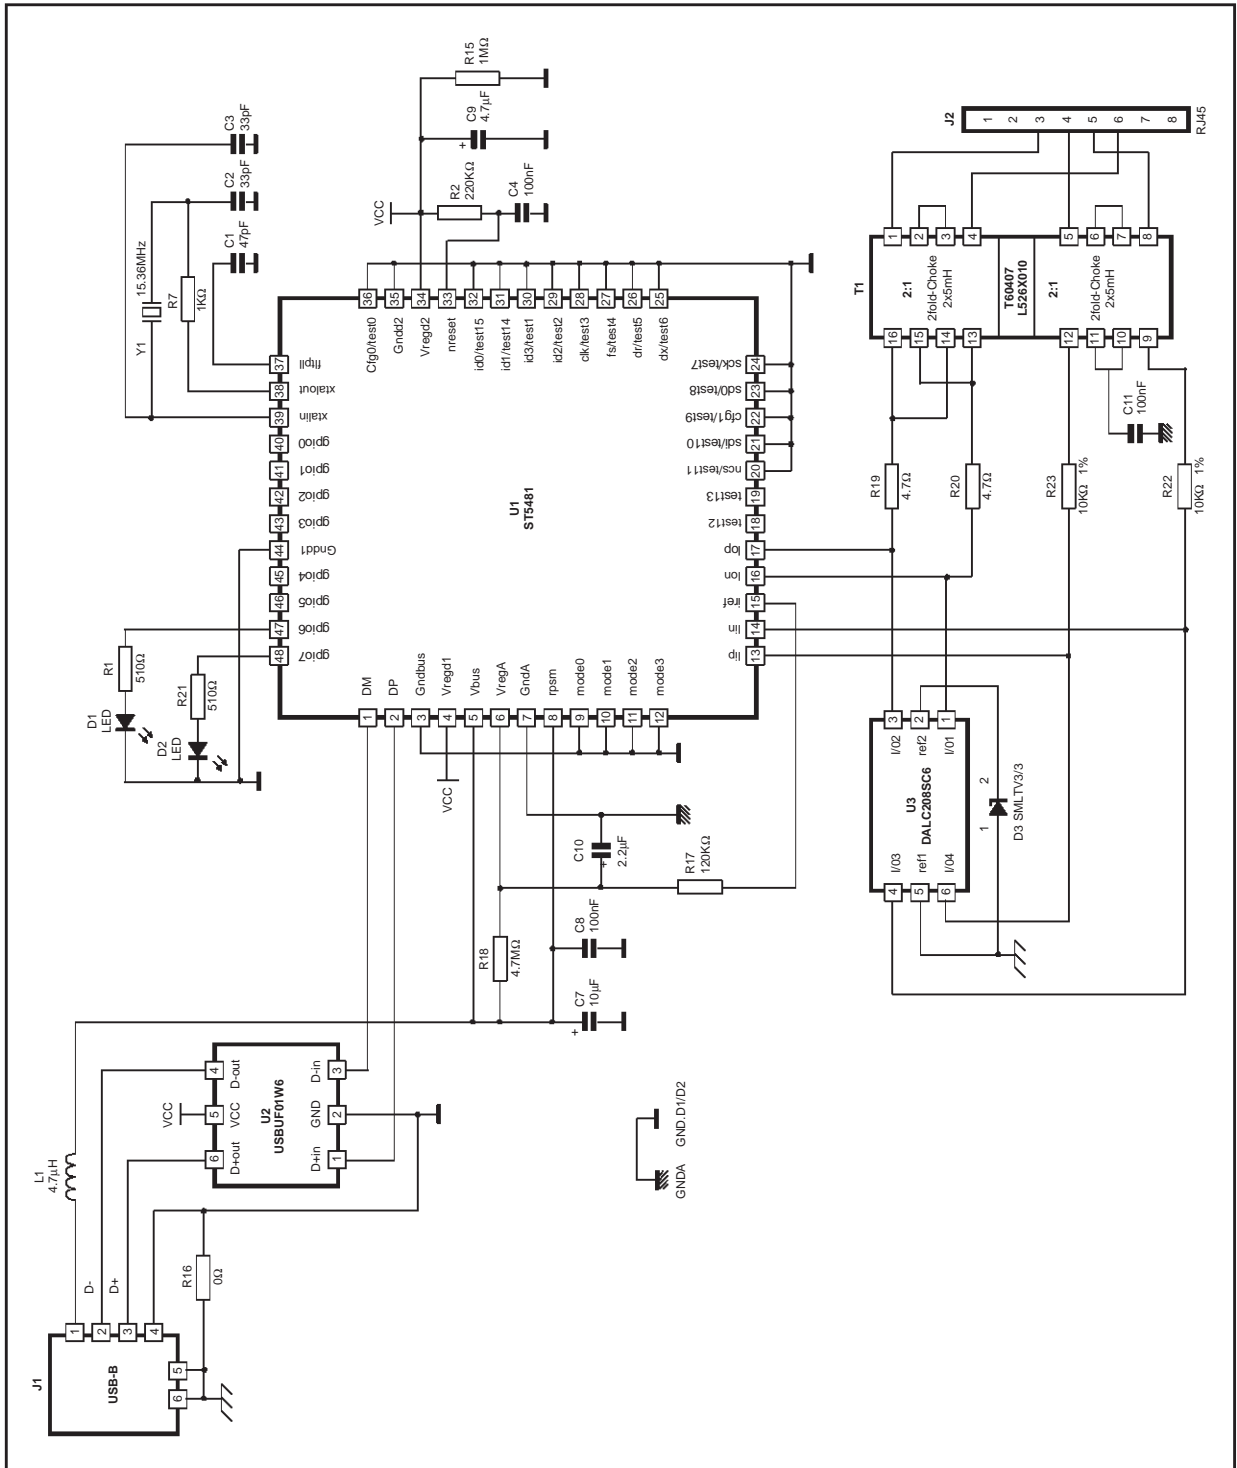 J1
USB-B
1
2
3
4
5
6
D-
D+
L1
4.7μH
R16
0Ω
U2
USBUF01W6
D-out
VCC
D+out
D-in
GND
D+in
4
5
6
3
2
1
VCC
R18
4.7MΩ
C7
10μF
+
C8
100nF
C10
2.2μF
+
R17
120KΩ
VCC
GNDA
GND.D1/D2
D1
LED
R1
510Ω
D2
LED
R21
510Ω
U1
ST5481
1 DM
2 DP
3 Gndbus
4 Vregd1
5 Vbus
6 VregA
7 GndA
8 rpsm
9 mode0
10 mode1
11 mode2
12 mode3
13 lip
14 lin
15 iref
16 lon
17 lop
18 test12
19 test13
20 ncs/test11
21 sdi/test10
22 cfg1/test9
23 sd0/test8
24 sck/test7
25 dx/test6
26 dr/test5
27 fs/test4
28 clk/test3
29 id2/test2
30 id3/test1
31 id1/test14
32 id0/test15
33 nreset
34 Vregd2
35 Gndd2
36 Cfg0/test0
37 flfpll
38 xtalout
39 xtalin
40 gpio0
41 gpio1
42 gpio2
43 gpio3
44 Gndd1
45 gpio4
46 gpio5
47 gpio6
48 gpio7
Y1
15.36MHz
R7
1KΩ
C1
47pF
C2
33pF
C3
33pF
VCC
R2
220KΩ
C4
100nF
C9
4.7μF
+
R15
1MΩ
U3
DALC208SC6
3 I/02
2 ref2
1 I/01
4 I/03
5 ref1
6 I/04
1
2
D3 SMLTV3/3
R19
4.7Ω
R20
4.7Ω
R23
10KΩ 1%
R22
10KΩ 1%
C11
100nF
T1
2:1
2fold-Choke
2x5mH
T60407
L526X010
2:1
2fold-Choke
2x5mH
16
15
14
13
12
11
10
9
1
2
3
4
5
6
7
8
J2
1
2
3
4
5
6
7
8
RJ45